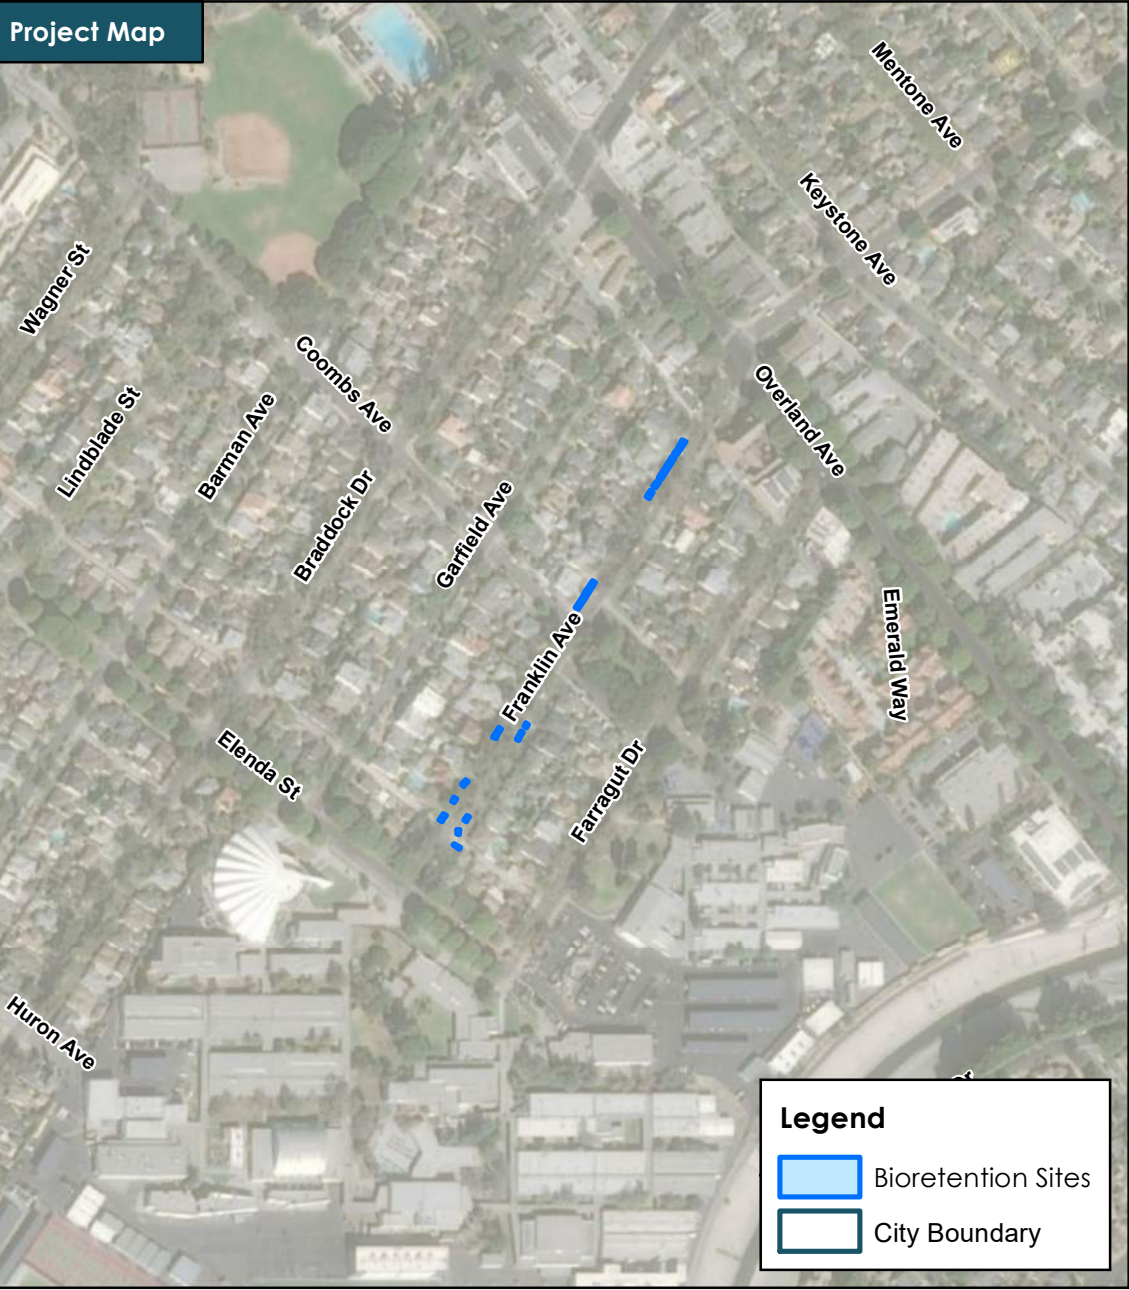 Project Map
Mentone Ave
Keystone Ave
Wagner St
Coombs Ave
Overland Ave
Lindblade St
Barman Ave
Braddock Dr
Garfield Ave
Emerald Way
Franklin Ave
Elenda St
Farragut Dr
Huron Ave
Legend
Bioretention Sites
City Boundary